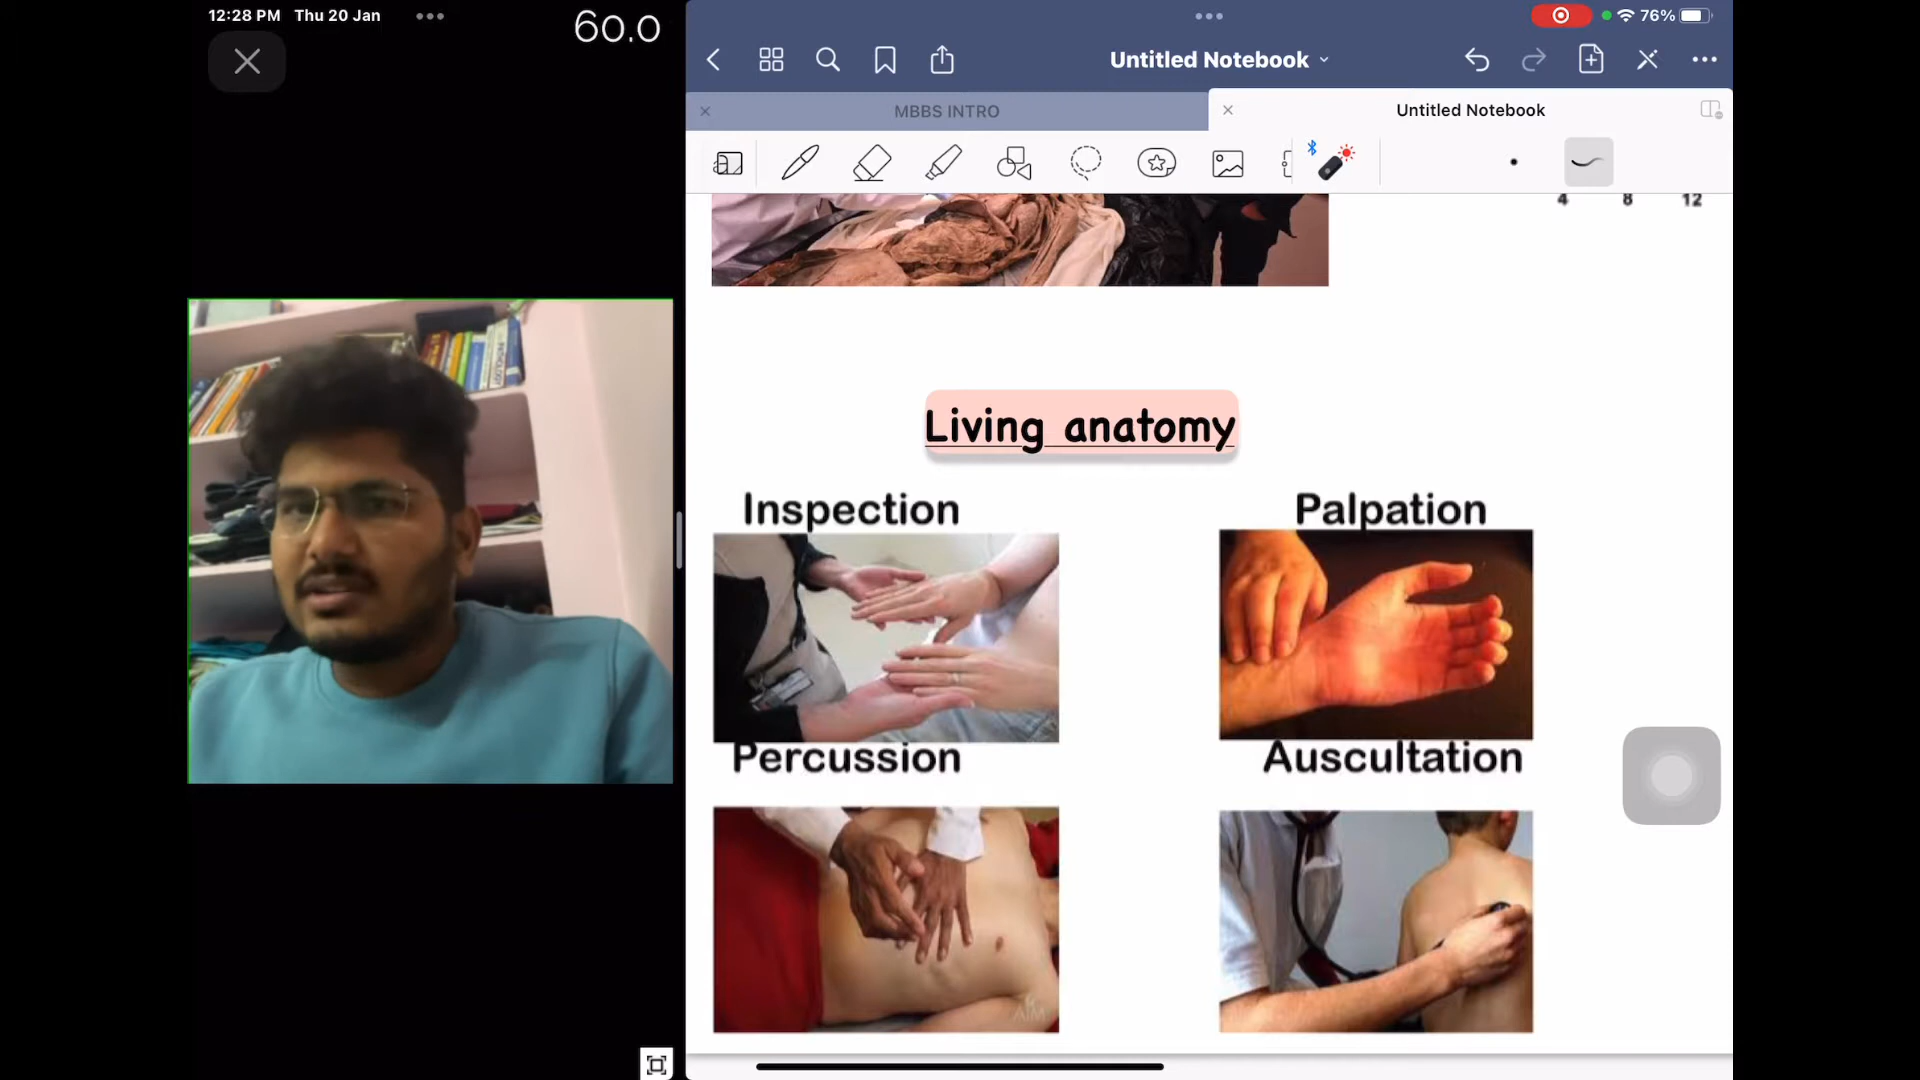 12:28 PM Thu 20 Jan
60.0
76%
Untitled Notebook
MBBS INTRO
Untitled Notebook
4 8 12
Living anatomy
Inspection
Palpation
Percussion
Auscultation
AIM